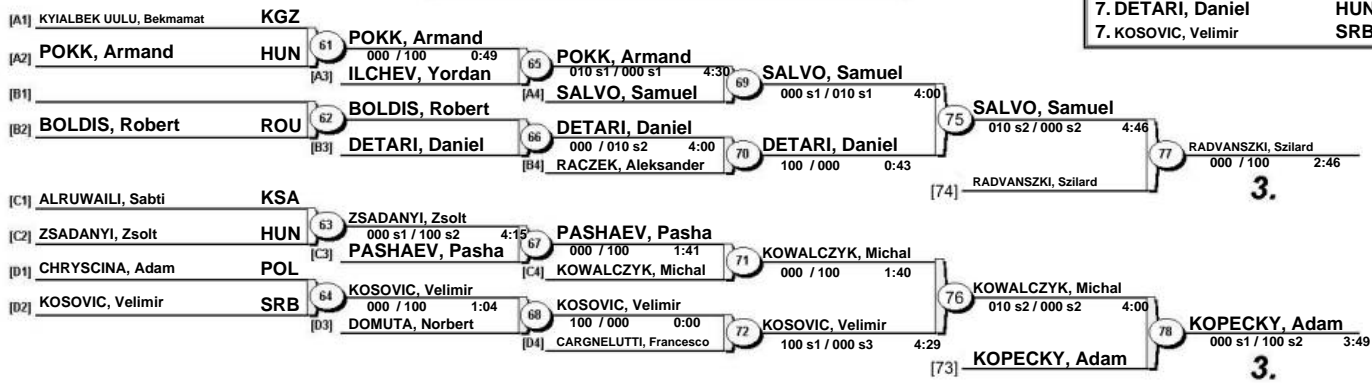 7. DETARI, Daniel HUN
7. KOSOVIC, Velimir SRB
[A1] KYIALBEK UULU, Bekmamat KGZ
61 POKK, Armand
000 / 100 0:49
[A2] POKK, Armand HUN
[A3] ILCHEV, Yordan
65 POKK, Armand
010 s1 / 000 s1 4:30
[A4] SALVO, Samuel
69 SALVO, Samuel
000 s1 / 010 s1 4:00
[B1]
[B2] BOLDIS, Robert ROU
62 BOLDIS, Robert
[B3] DETARI, Daniel
66 DETARI, Daniel
000 / 010 s2 4:00
[B4] RACZEK, Aleksander
70 DETARI, Daniel
100 / 000 0:43
75 SALVO, Samuel
010 s2 / 000 s2 4:46
[74] RADVANSZKI, Szilard
77 RADVANSZKI, Szilard
000 / 100 2:46
3.
[C1] ALRUWAILI, Sabti KSA
[C2] ZSADANYI, Zsolt HUN
63 ZSADANYI, Zsolt
000 s1 / 100 s2 4:15
[C3] PASHAEV, Pasha
67 PASHAEV, Pasha
000 / 100 1:41
[C4] KOWALCZYK, Michal
71 KOWALCZYK, Michal
000 / 100 1:40
[D1] CHRYSCINA, Adam POL
[D2] KOSOVIC, Velimir SRB
64 KOSOVIC, Velimir
000 / 100 1:04
[D3] DOMUTA, Norbert
68 KOSOVIC, Velimir
100 / 000 0:00
[D4] CARGNELUTTI, Francesco
72 KOSOVIC, Velimir
100 s1 / 000 s3 4:29
76 KOWALCZYK, Michal
010 s2 / 000 s2 4:00
[73] KOPECKY, Adam
78 KOPECKY, Adam
000 s1 / 100 s2 3:49
3.